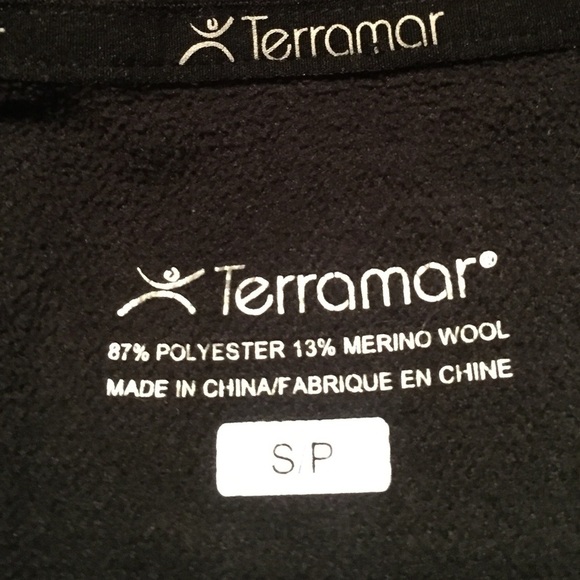 Terramar
Terramar®
87% POLYESTER 13% MERINO WOOL
MADE IN CHINA/FABRIQUE EN CHINE
S/P